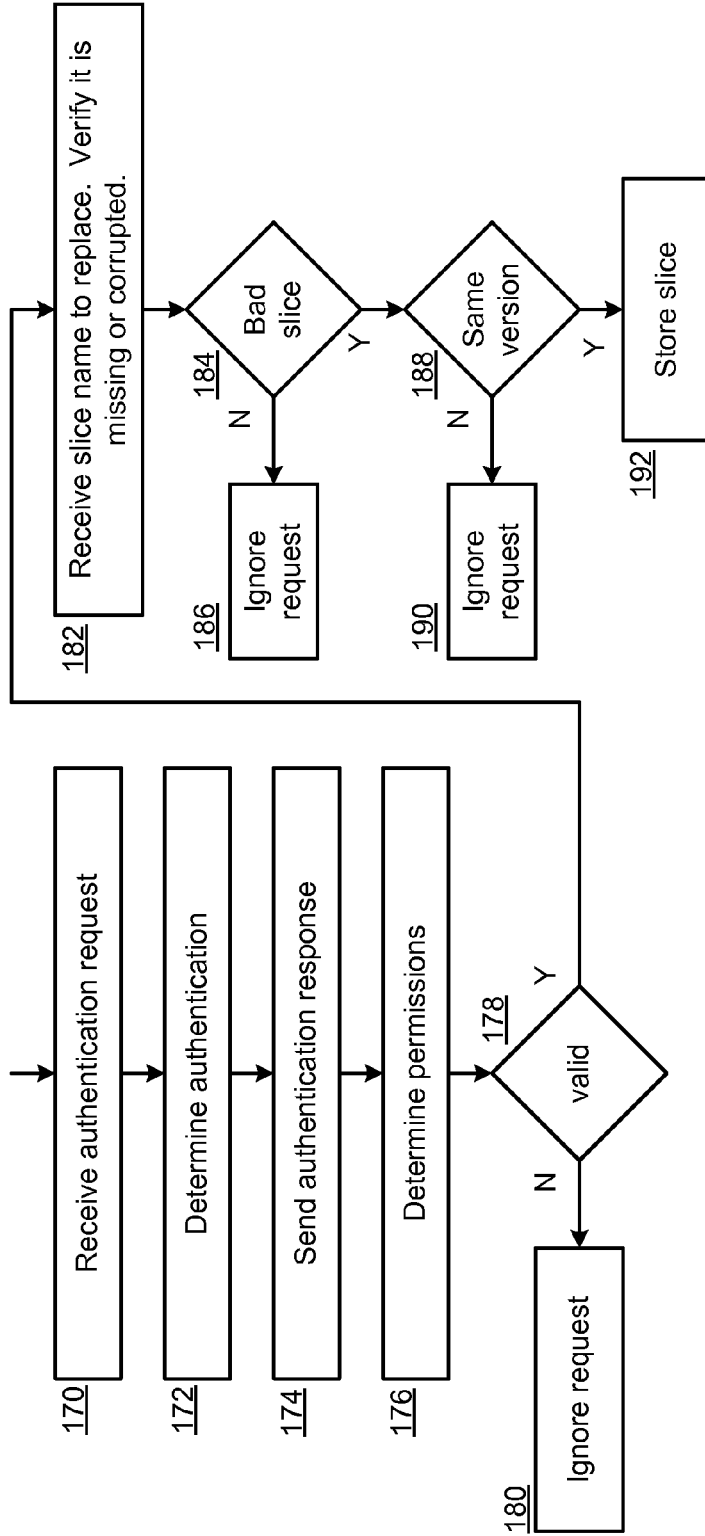 170
Receive authentication request
172
Determine authentication
174
Send authentication response
176
Determine permissions
178
valid
N
Y
180
Ignore request
182
Receive slice name to replace. Verify it is
missing or corrupted.
184
Bad
slice
N
Y
186
Ignore
request
188
Same
version
N
Y
190
Ignore
request
192
Store slice